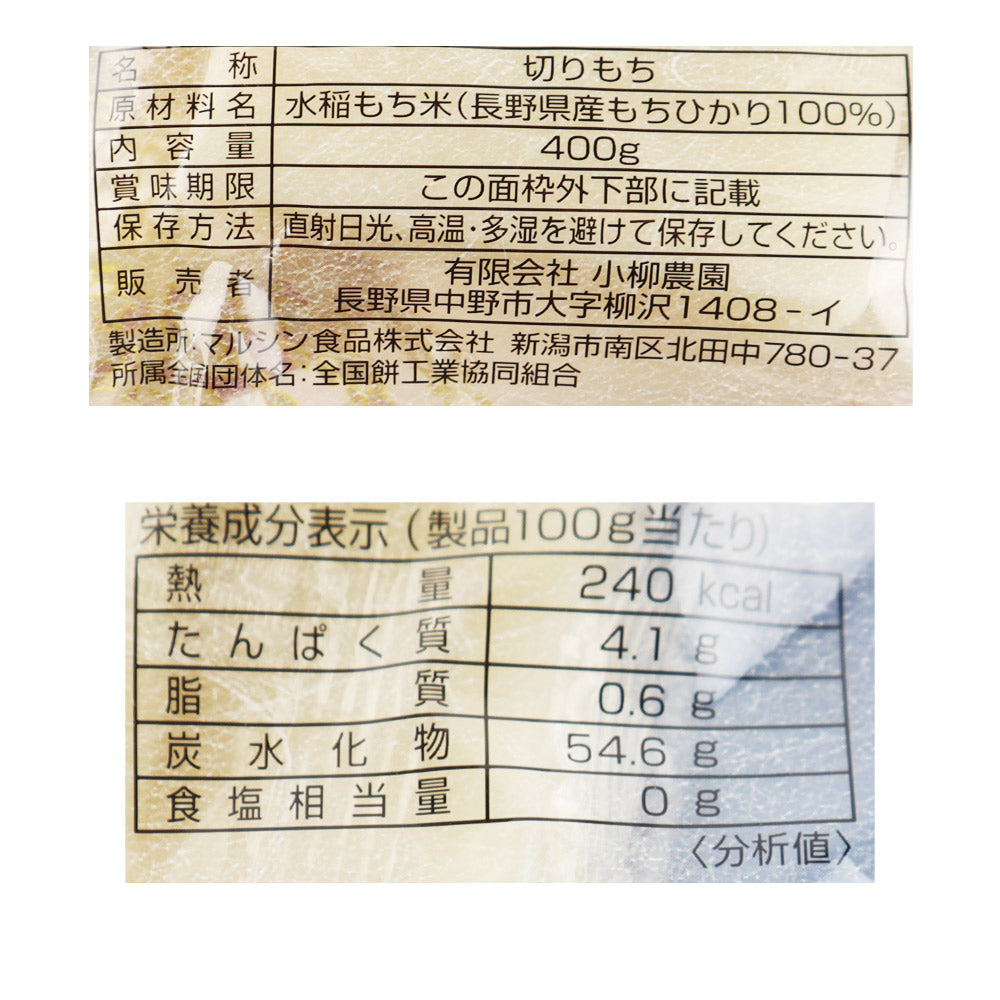 名称 切りもち
原材料名 水稲もち米(長野県産もちひかり100%)
内容量 400g
賞味期限 この面枠外下部に記載
保存方法 直射日光、高温・多湿を避けて保存してください。
販売者 有限会社 小柳農園
長野県中野市大字柳沢1408-イ
製造所:マルシン食品株式会社 新潟市南区北田中780-37
所属全国団体名:全国餅工業協同組合
栄養成分表示(製品100g当たり)
熱量 240 kcal
たんぱく質 4.1 g
脂質 0.6 g
炭水化物 54.6 g
食塩相当量 0 g
〈分析値〉